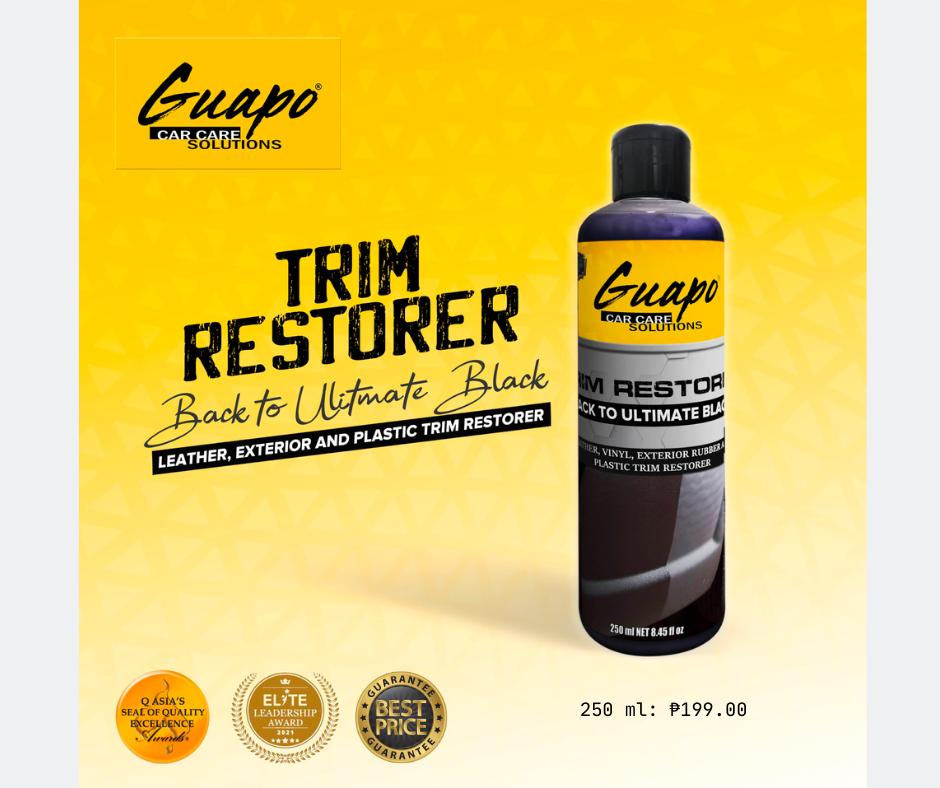 Guapo®
CAR CARE
SOLUTIONS
TRIM
RESTORER
Back to Ulitmate Black
LEATHER, EXTERIOR AND PLASTIC TRIM RESTORER
Guapo
CAR CARE
SOLUTIONS
IM RESTOR
ACK TO ULTIMATE BLAC
THER, VINYL, EXTERIOR RUBBER A
PLASTIC TRIM RESTORER
250 ml NET 8.45 fl oz
Q ASIA'S
SEAL OF QUALITY
EXCELLENCE
Awards
ELITE
LEADERSHIP
AWARD
2021
GUARANTEE
BEST
PRICE
GUARANTEE
250 ml: ₱199.00